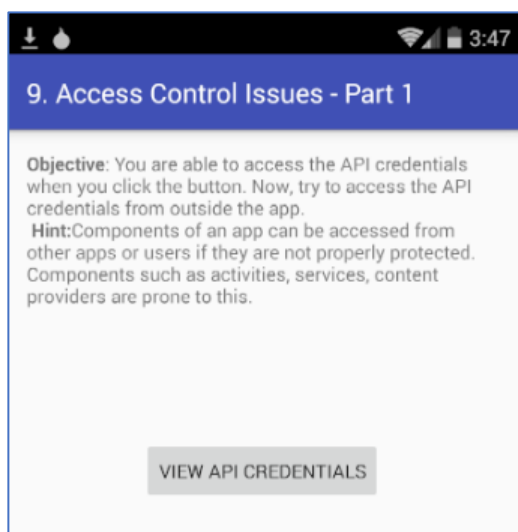 3:47
9. Access Control Issues - Part 1
Objective: You are able to access the API credentials
when you click the button. Now, try to access the API
credentials from outside the app.
Hint:Components of an app can be accessed from
other apps or users if they are not properly protected.
Components such as activities, services, content
providers are prone to this.
VIEW API CREDENTIALS